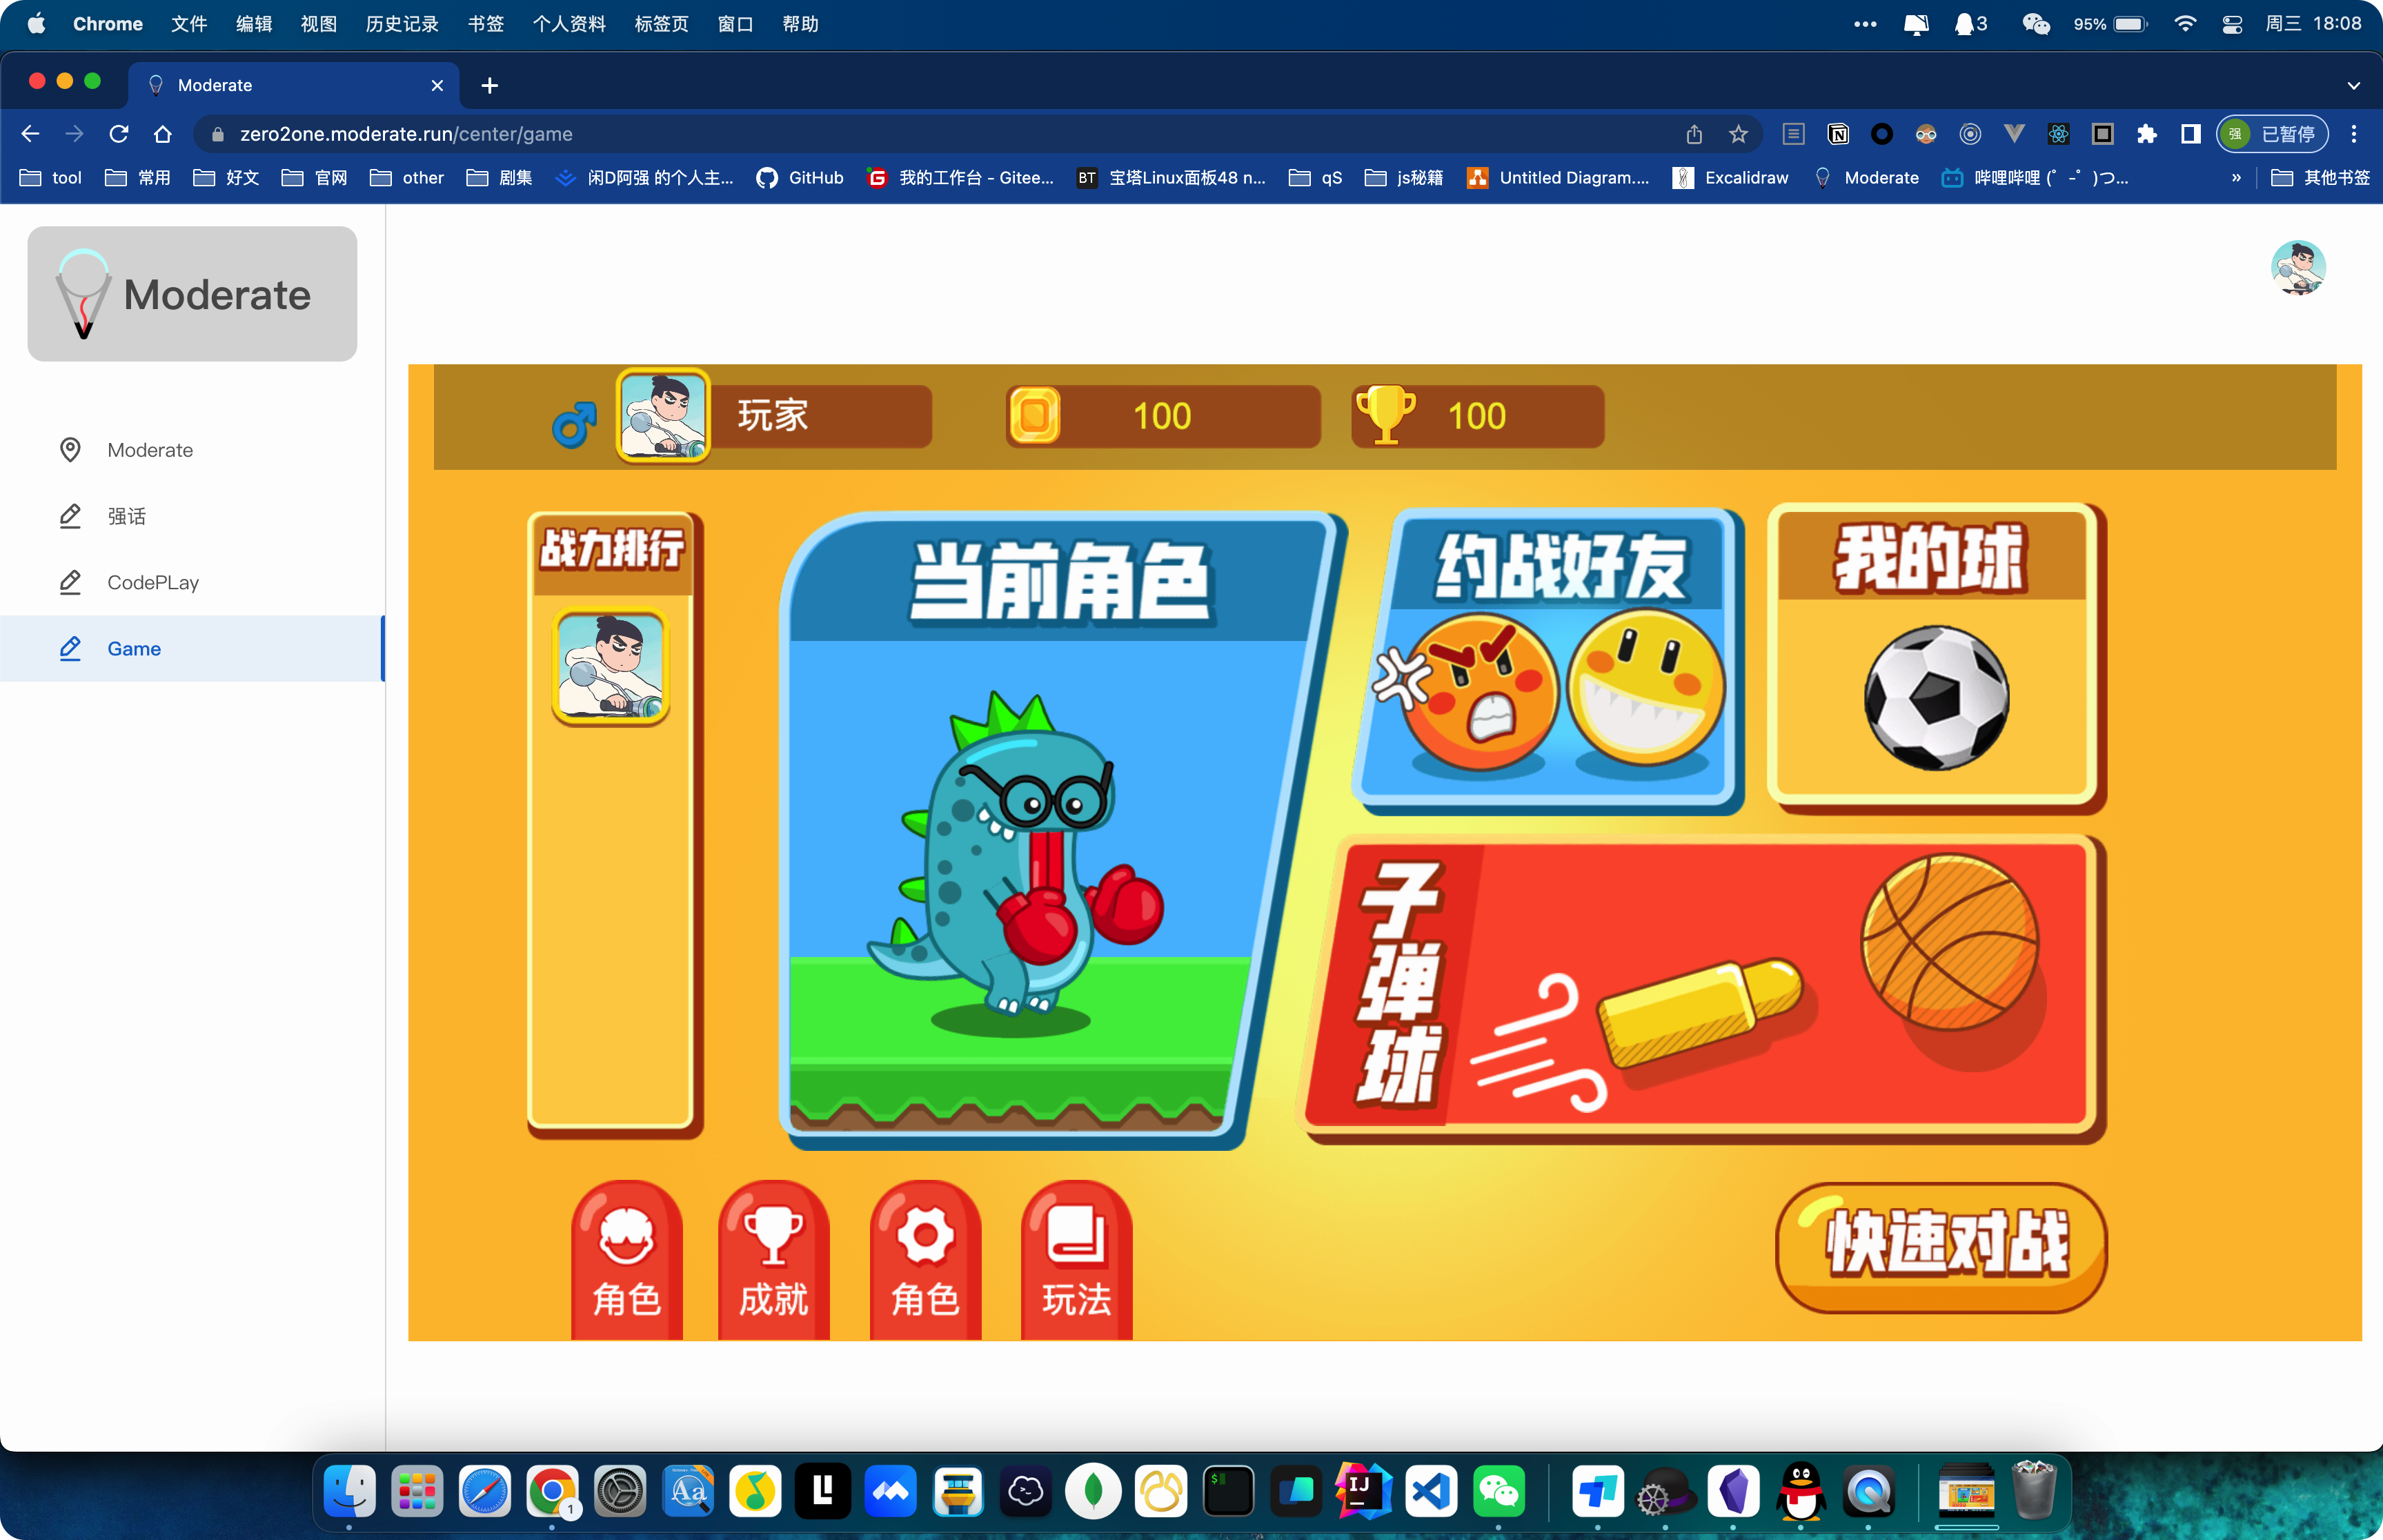 Chrome 文件 编辑 视图 历史记录 书签 个人资料 标签页 窗口 帮助 ••• 3 95% 周三 18:08
Moderate
zero2one.moderate.run/center/game 强 已暂停
tool 常用 好文 官网 other 剧集 闲D阿强 的个人主... GitHub 我的工作台 - Gitee... BT 宝塔Linux面板48 n... qS js秘籍 Untitled Diagram.... Excalidraw Moderate 哔哩哔哩 (゜-゜)つ... » 其他书签
Moderate
Moderate
强话
CodePLay
Game
玩家 100 100
战力排行
当前角色
约战好友
我的球
子弹球
角色 成就 角色 玩法
快速对战
1
Aa
$
IJ